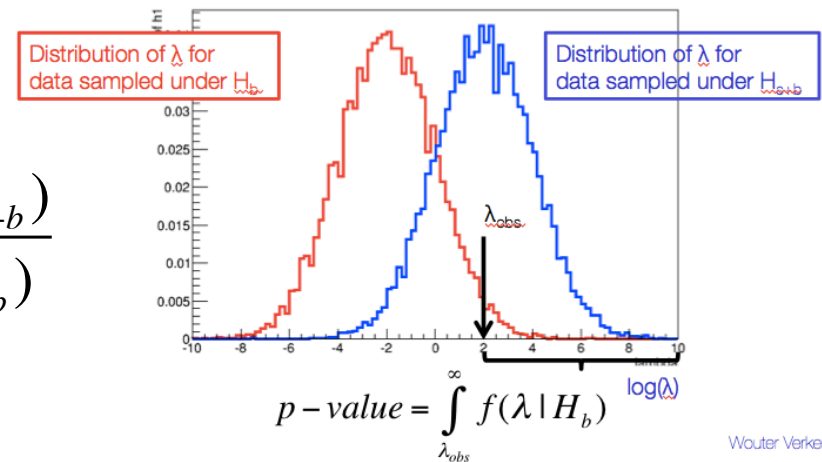 Distribution of λ for
data sampled under H_b
Distribution of λ for
data sampled under H_s+b
0.03
0.025
0.02
0.015
0.01
0.005
0
-10 -8 -6 -4 -2 0 2 4 6 8 10
λ_obs
log(λ)
p – value = ∫_{λ_obs}^{∞} f(λ | H_b)
Wouter Verke